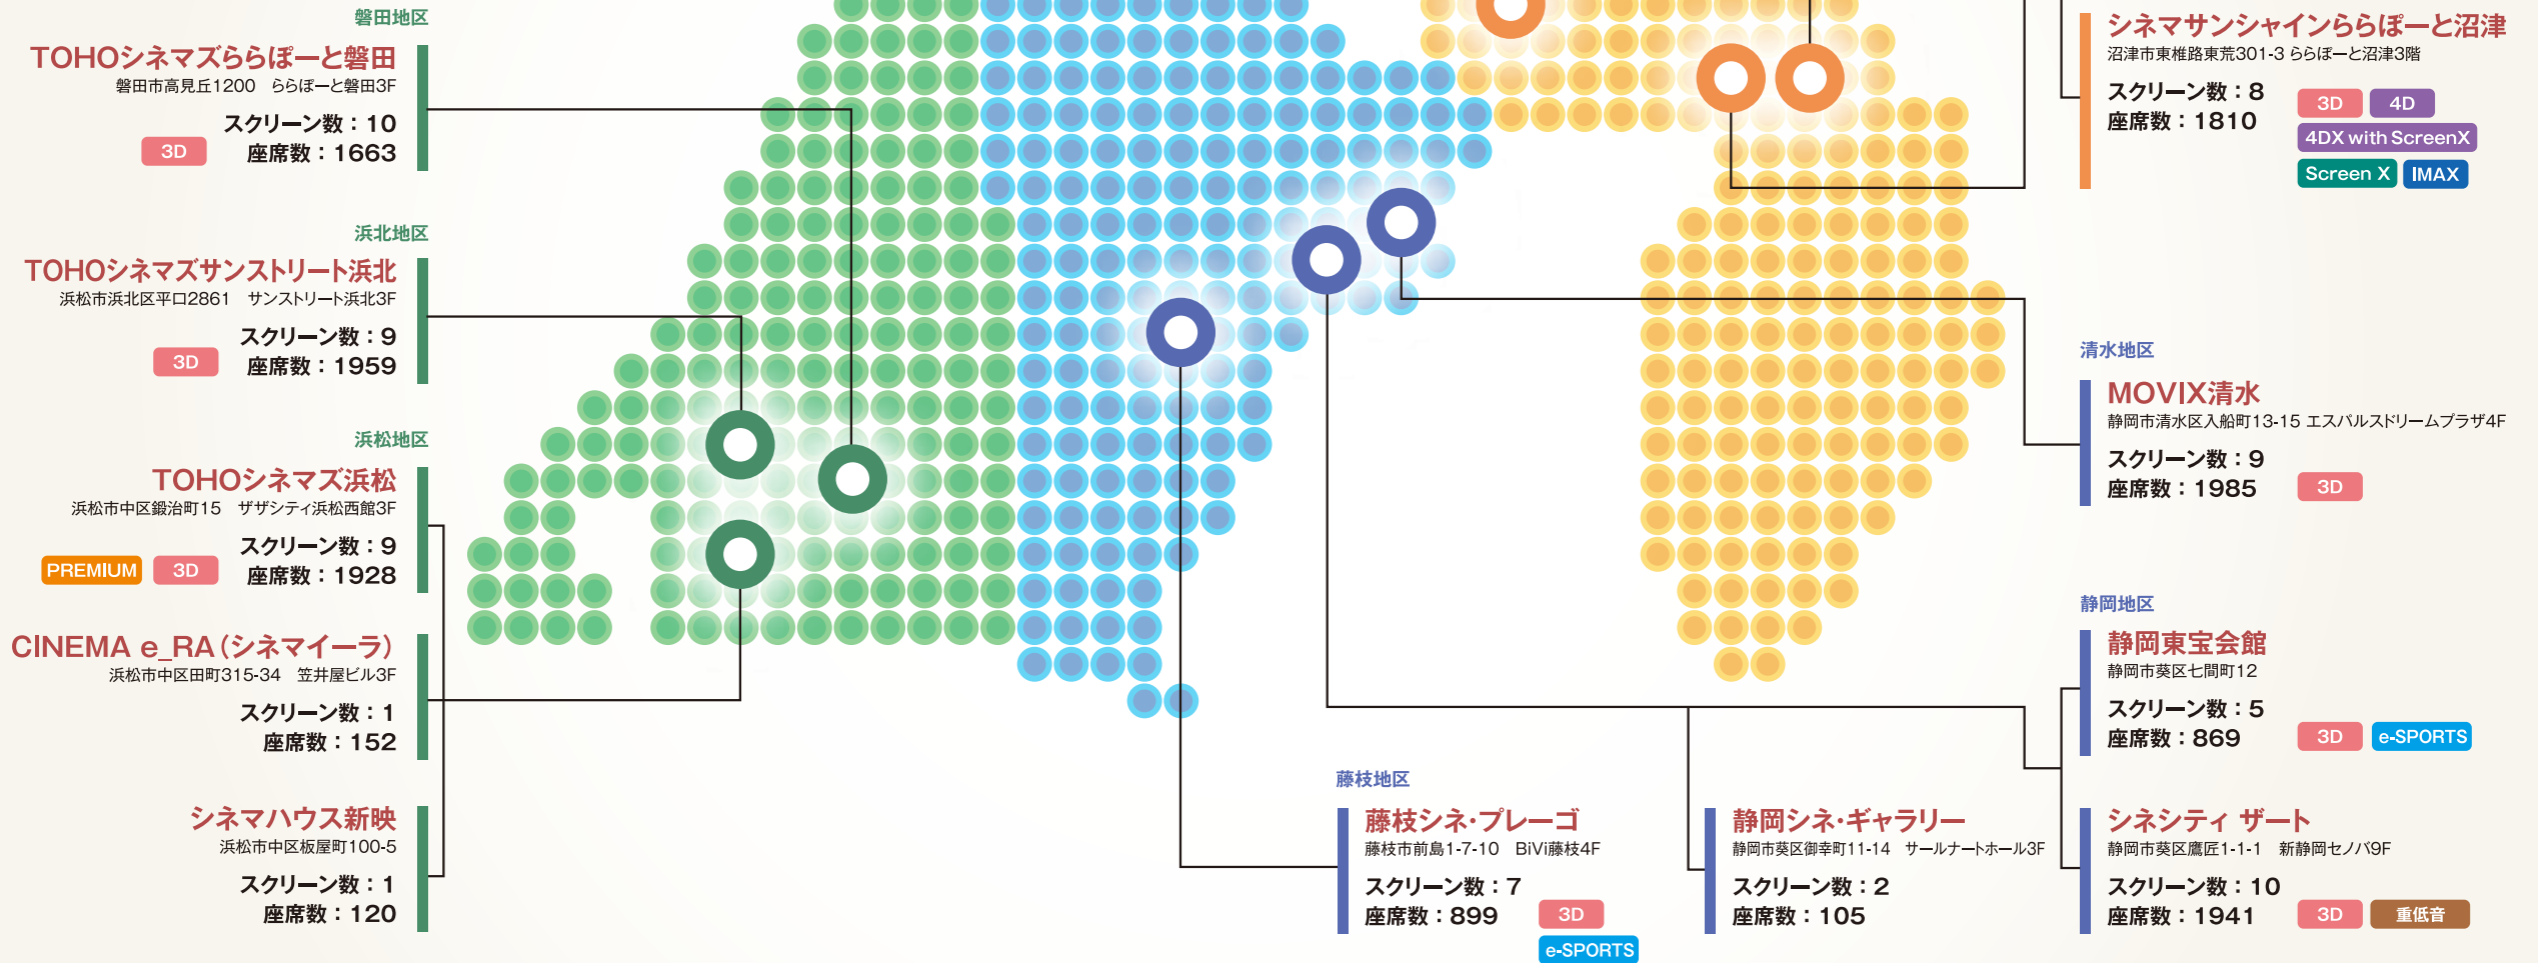 磐田地区
TOHOシネマズららぽーと磐田
磐田市高見丘1200　ららぽーと磐田3F
スクリーン数：10
3D
座席数：1663
浜北地区
TOHOシネマズサンストリート浜北
浜松市浜北区平口2861　サンストリート浜北3F
スクリーン数：9
3D
座席数：1959
浜松地区
TOHOシネマズ浜松
浜松市中区鍛冶町15　ザザシティ浜松西館3F
スクリーン数：9
PREMIUM 3D
座席数：1928
CINEMA e_RA（シネマイーラ）
浜松市中区田町315-34　笠井屋ビル3F
スクリーン数：1
座席数：152
シネマハウス新映
浜松市中区板屋町100-5
スクリーン数：1
座席数：120
藤枝地区
藤枝シネ・プレーゴ
藤枝市前島1-7-10　BiVi藤枝4F
スクリーン数：7
座席数：899
3D
e-SPORTS
静岡シネ・ギャラリー
静岡市葵区御幸町11-14　サールナートホール3F
スクリーン数：2
座席数：105
シネマサンシャインららぽーと沼津
沼津市東椎路東荒301-3 ららぽーと沼津3階
スクリーン数：8
座席数：1810
3D 4D
4DX with ScreenX
Screen X IMAX
清水地区
MOVIX清水
静岡市清水区入船町13-15 エスパルスドリームプラザ4F
スクリーン数：9
座席数：1985
3D
静岡地区
静岡東宝会館
静岡市葵区七間町12
スクリーン数：5
座席数：869
3D e-SPORTS
シネシティ ザート
静岡市葵区鷹匠1-1-1　新静岡セノバ9F
スクリーン数：10
座席数：1941
3D 重低音